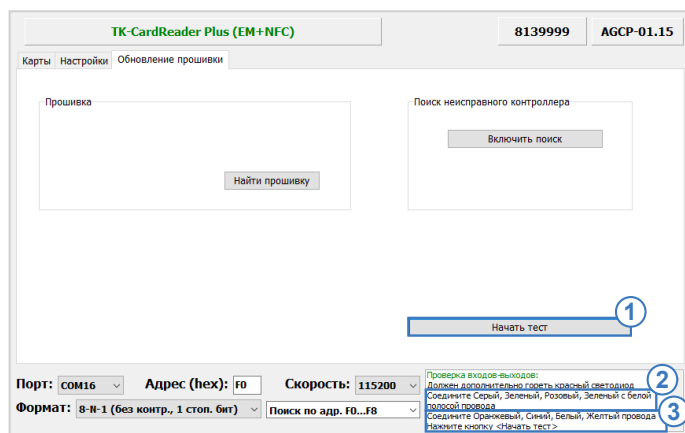 TK-CardReader Plus (EM+NFC)
8139999
AGCP-01.15
Карты
Настройки
Обновление прошивки
Прошивка
Поиск неисправного контроллера
Включить поиск
Найти прошивку
1
Начать тест
Порт: COM16
Адрес (hex): F0
Скорость: 115200
Формат: 8-N-1 (без контр., 1 стоп. бит)
Поиск по адр. F0...F8
Проверка входов-выходов:
Должен дополнительно гореть красный светодиод
2
Соедините Серый, Зеленый, Розовый, Зеленый с белой
полосой провода
3
Соедините Оранжевый, Синий, Белый, Желтый провода
Нажмите кнопку <Начать тест>